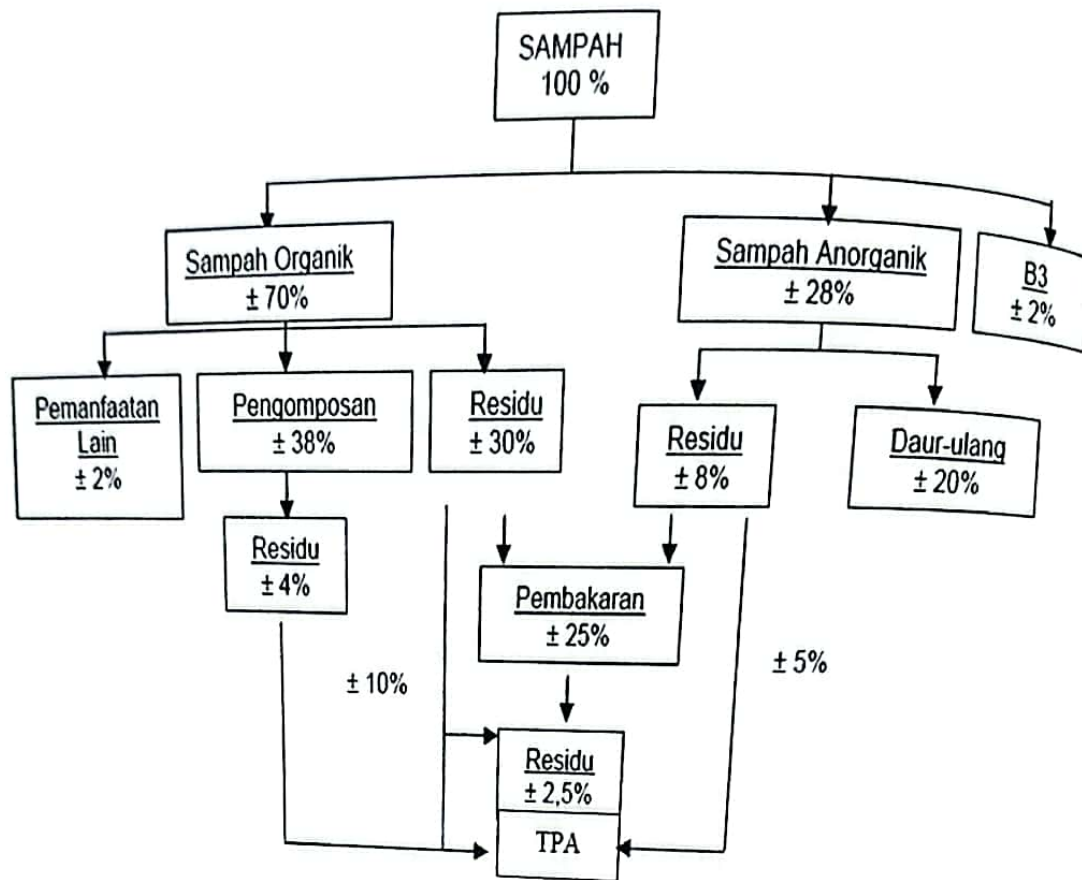 SAMPAH
100 %
Sampah Organik
± 70%
Sampah Anorganik
± 28%
B3
± 2%
Pemanfaatan
Lain
± 2%
Pengomposan
± 38%
Residu
± 30%
Residu
± 8%
Daur-ulang
± 20%
Residu
± 4%
Pembakaran
± 25%
± 10%
± 5%
Residu
± 2,5%
TPA